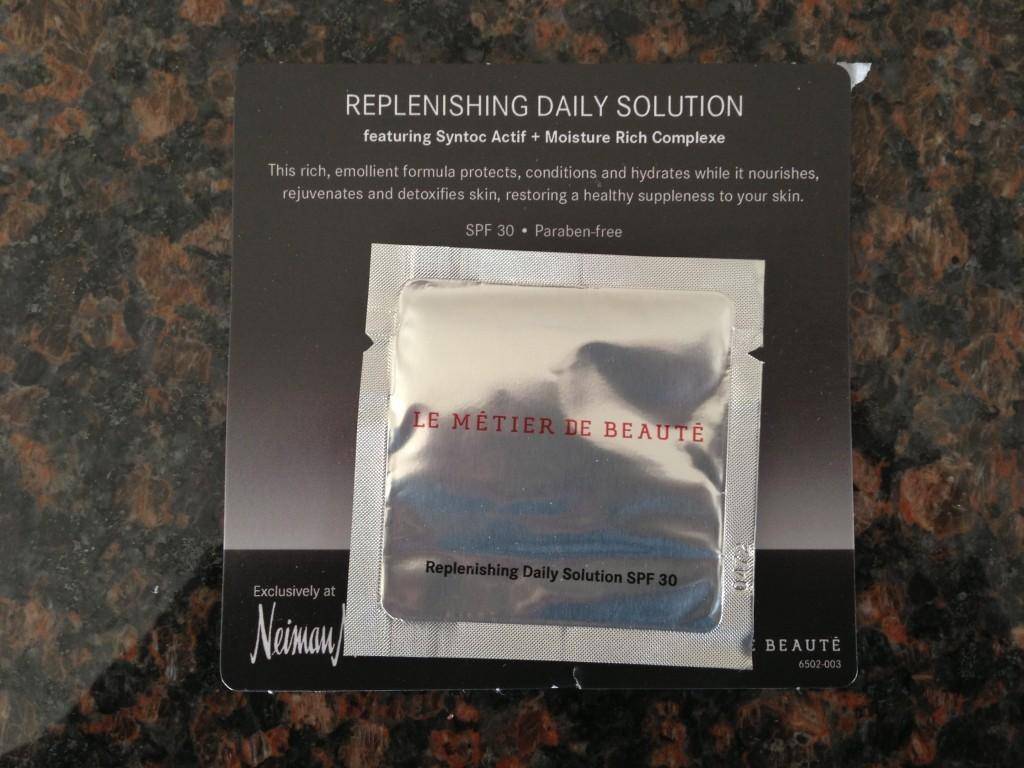 REPLENISHING DAILY SOLUTION
featuring Syntoc Actif + Moisture Rich Complexe
This rich, emollient formula protects, conditions and hydrates while it nourishes,
rejuvenates and detoxifies skin, restoring a healthy suppleness to your skin.
SPF 30 • Paraben-free
LE MÉTIER DE BEAUTÉ
Replenishing Daily Solution SPF 30
Exclusively at
Neiman
E BEAUTÉ
6502-003